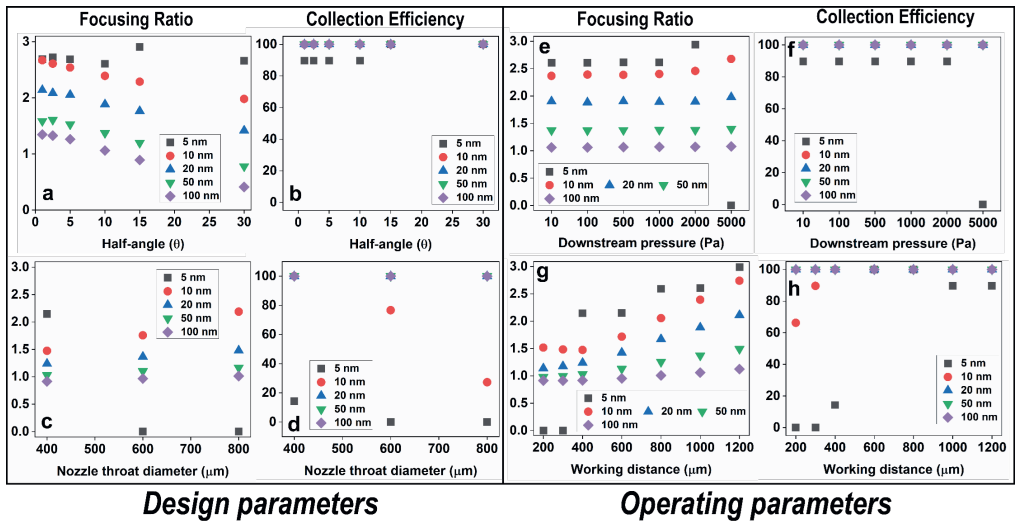 Focusing Ratio
Collection Efficiency
Focusing Ratio
Collection Efficiency
3
2
1
0
5 nm
10 nm
20 nm
50 nm
100 nm
a
0 5 10 15 20 25 30
Half-angle (θ)
100
80
60
40
20
0
5 nm
10 nm
20 nm
50 nm
100 nm
b
0 5 10 15 20 25 30
Half-angle (θ)
e
3.0
2.5
2.0
1.5
1.0
0.5
0.0
5 nm
10 nm 20 nm 50 nm
100 nm
10 100 500 1000 2000 5000
Downstream pressure (Pa)
f
100
80
60
40
20
0
5 nm
10 nm
20 nm
50 nm
100 nm
10 100 500 1000 2000 5000
Downstream pressure (Pa)
3.0
2.5
2.0
1.5
1.0
0.5
0.0
5 nm
10 nm
20 nm
50 nm
100 nm
c
400 500 600 700 800
Nozzle throat diameter (μm)
100
80
60
40
20
0
5 nm
10 nm
20 nm
50 nm
100 nm
d
400 500 600 700 800
Nozzle throat diameter (μm)
g
3.0
2.5
2.0
1.5
1.0
0.5
0.0
5 nm
10 nm 20 nm 50 nm
100 nm
200 400 600 800 1000 1200
Working distance (μm)
h
100
80
60
40
20
0
5 nm
10 nm
20 nm
50 nm
100 nm
200 400 600 800 1000 1200
Working distance (μm)
Design parameters
Operating parameters